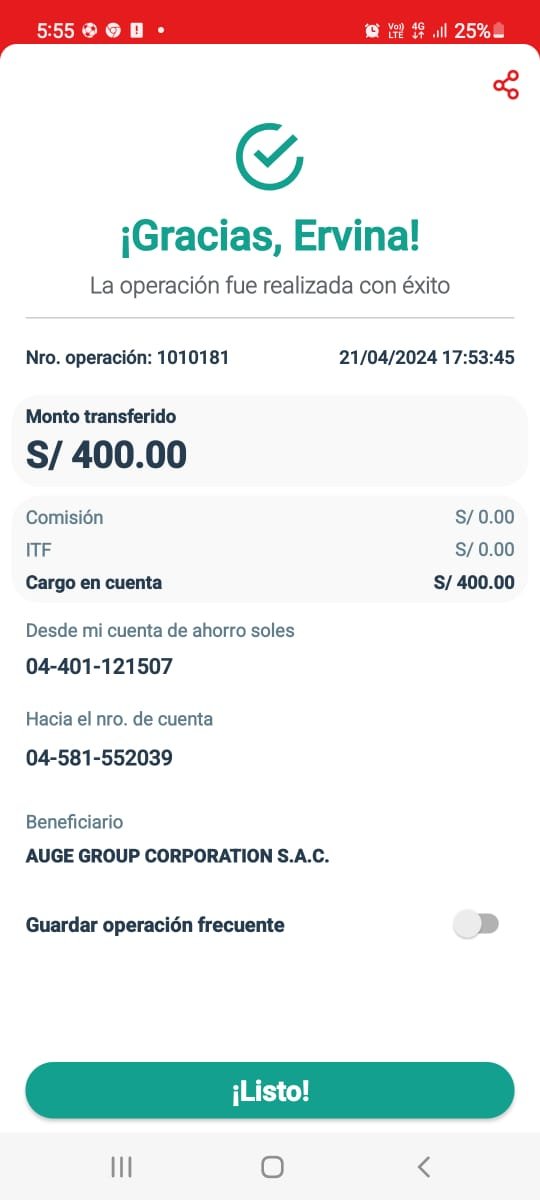 5:55
Vo)) LTE 4G 25%
¡Gracias, Ervina!
La operación fue realizada con éxito
Nro. operación: 1010181 21/04/2024 17:53:45
Monto transferido
S/ 400.00
Comisión S/ 0.00
ITF S/ 0.00
Cargo en cuenta S/ 400.00
Desde mi cuenta de ahorro soles
04-401-121507
Hacia el nro. de cuenta
04-581-552039
Beneficiario
AUGE GROUP CORPORATION S.A.C.
Guardar operación frecuente
¡Listo!